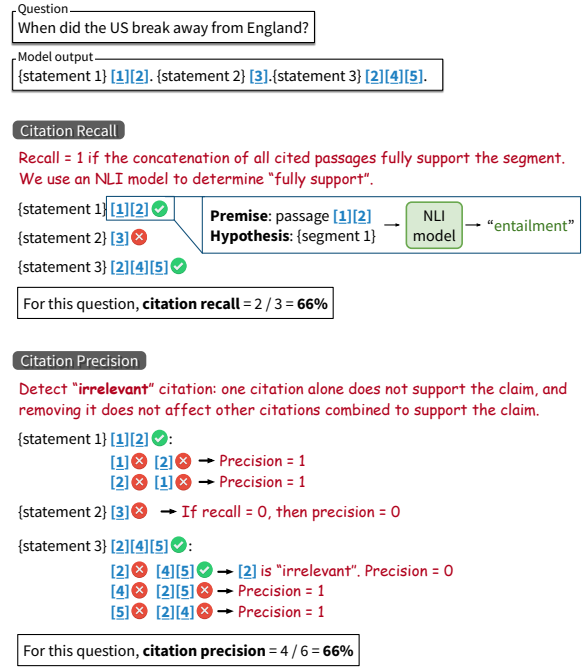 Question
When did the US break away from England?
Model output
{statement 1} [1][2]. {statement 2} [3].{statement 3} [2][4][5].
Citation Recall
Recall = 1 if the concatenation of all cited passages fully support the segment.
We use an NLI model to determine “fully support”.
{statement 1} [1][2]
Premise: passage [1][2]
Hypothesis: {segment 1}
NLI
model
“entailment”
{statement 2} [3]
{statement 3} [2][4][5]
For this question, citation recall = 2 / 3 = 66%
Citation Precision
Detect “irrelevant” citation: one citation alone does not support the claim, and
removing it does not affect other citations combined to support the claim.
{statement 1} [1][2]:
[1] [2] → Precision = 1
[2] [1] → Precision = 1
{statement 2} [3] → If recall = 0, then precision = 0
{statement 3} [2][4][5]:
[2] [4][5] → [2] is “irrelevant”. Precision = 0
[4] [2][5] → Precision = 1
[5] [2][4] → Precision = 1
For this question, citation precision = 4 / 6 = 66%